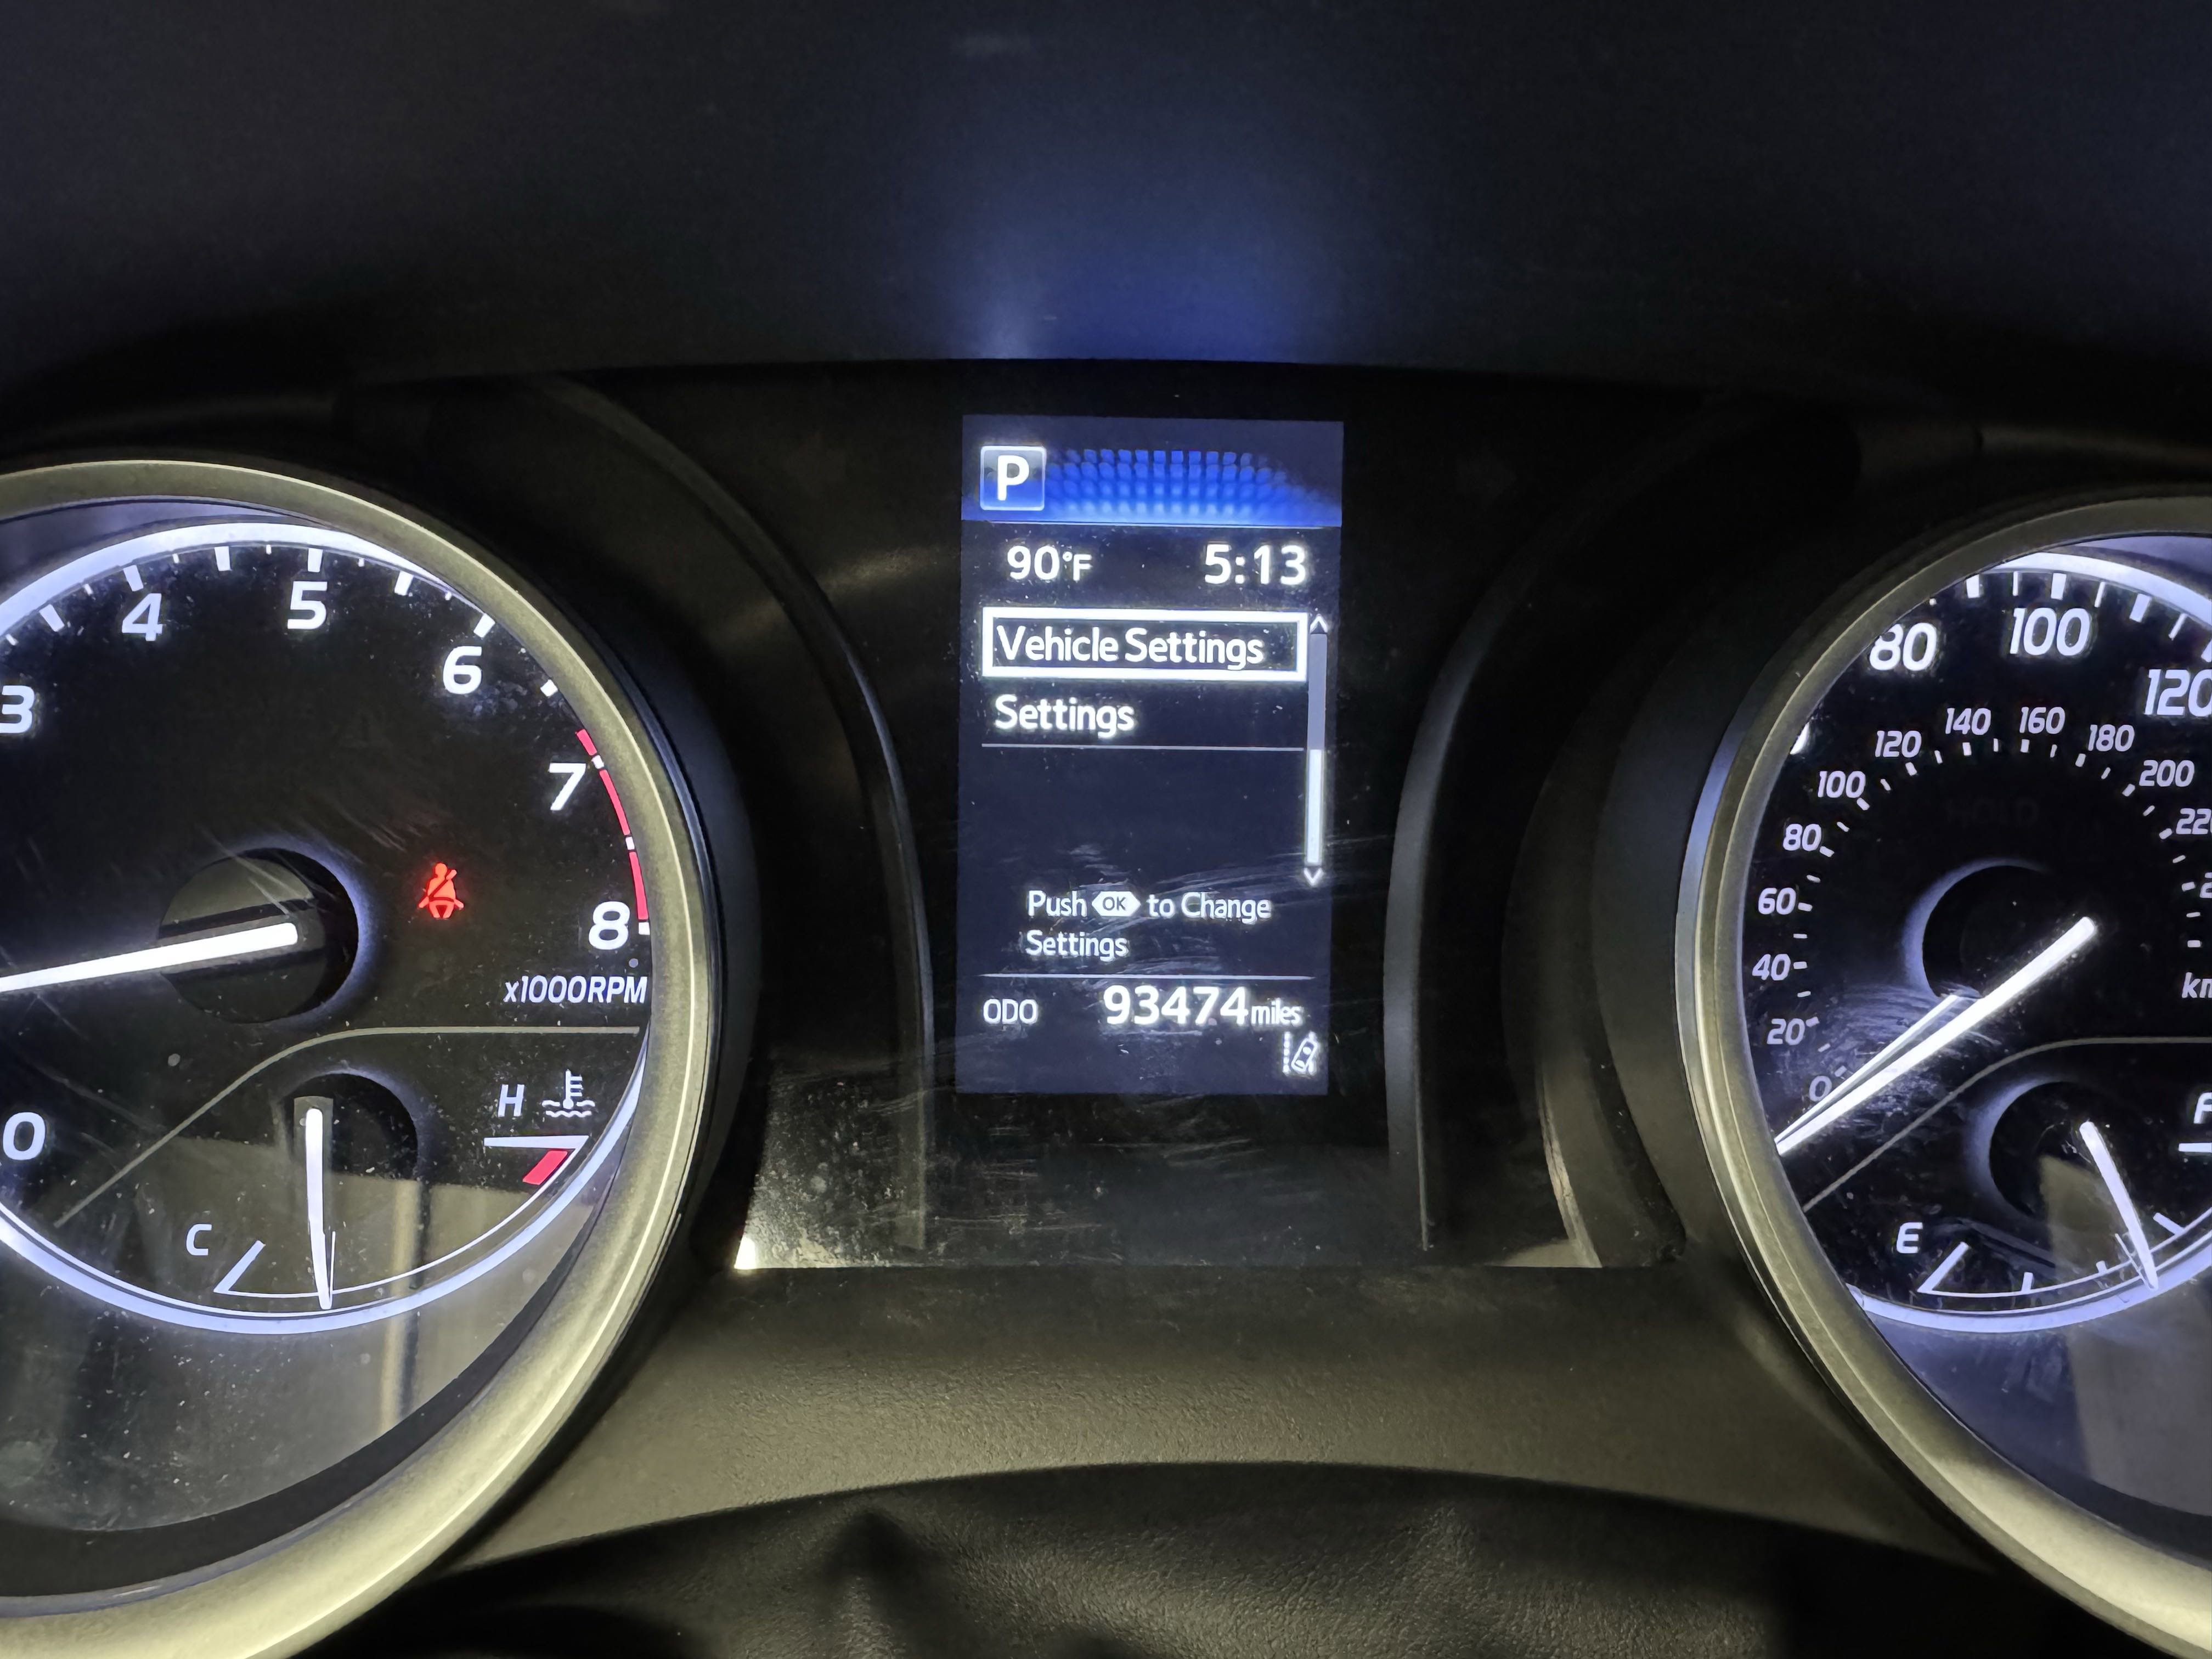 P
90°F 5:13
Vehicle Settings
Settings
Push OK to Change
Settings
ODO 93474 miles
3
4
5
6
7
8
x1000RPM
0
H
C
80
100
120
0
20
40
60
80
100
120
140
160
180
200
E